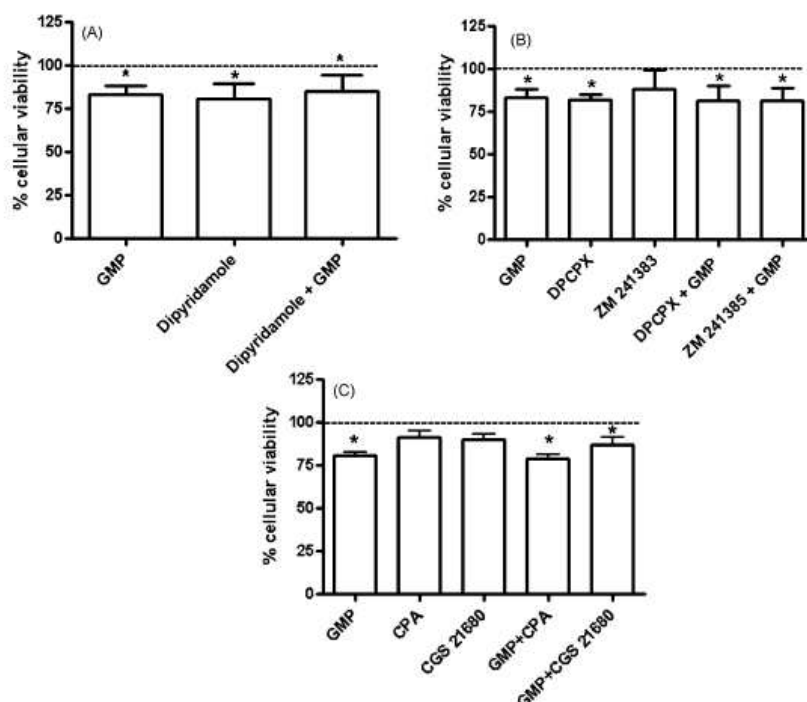 (A)
% cellular viability
125
100
75
50
25
0
* * *
GMP
Dipyridamole
Dipyridamole + GMP
(B)
% cellular viability
125
100
75
50
25
0
* * * *
GMP
DPCPX
ZM 241383
DPCPX + GMP
ZM 241385 + GMP
(C)
% cellular viability
125
100
75
50
25
0
* * *
GMP
CPA
CGS 21680
GMP+CPA
GMP+CGS 21680